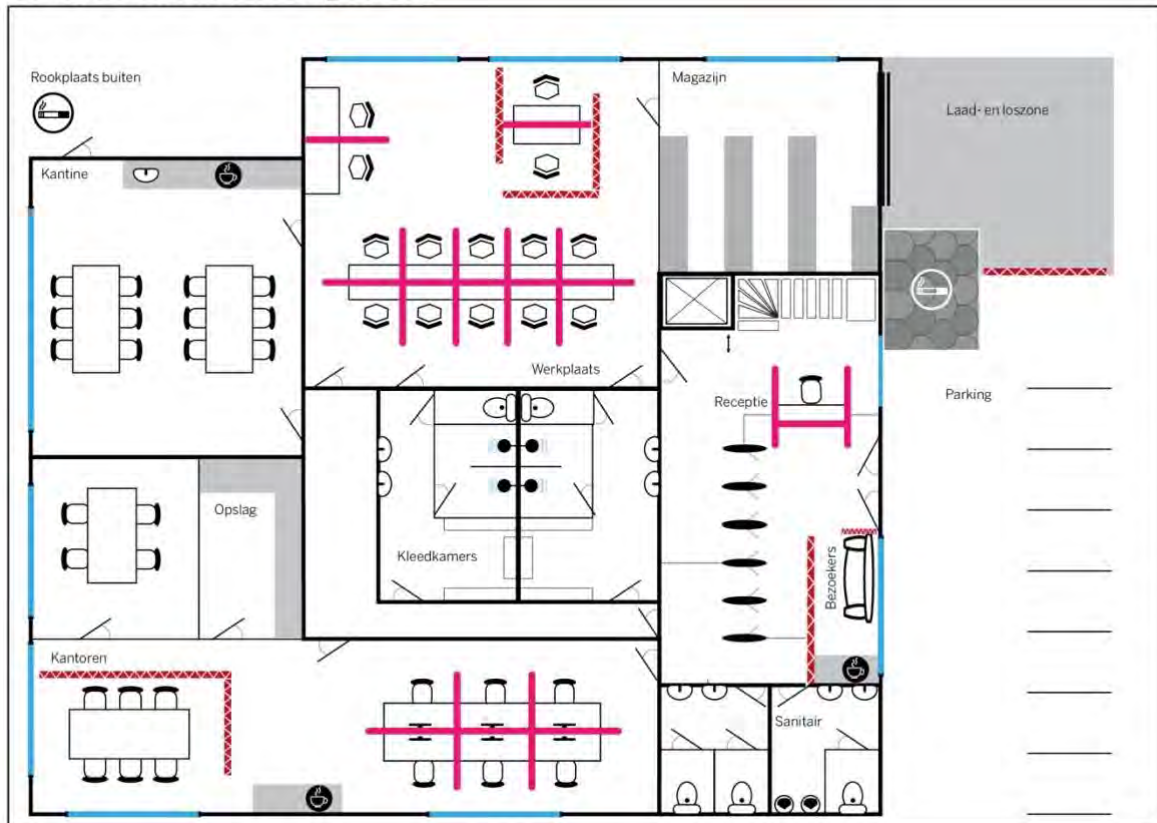 Rookplaats buiten
Magazijn
Laad- en loszone
Kantine
Werkplaats
Receptie
Parking
Opslag
Kleedkamers
Bezoekers
Kantoren
Sanitair